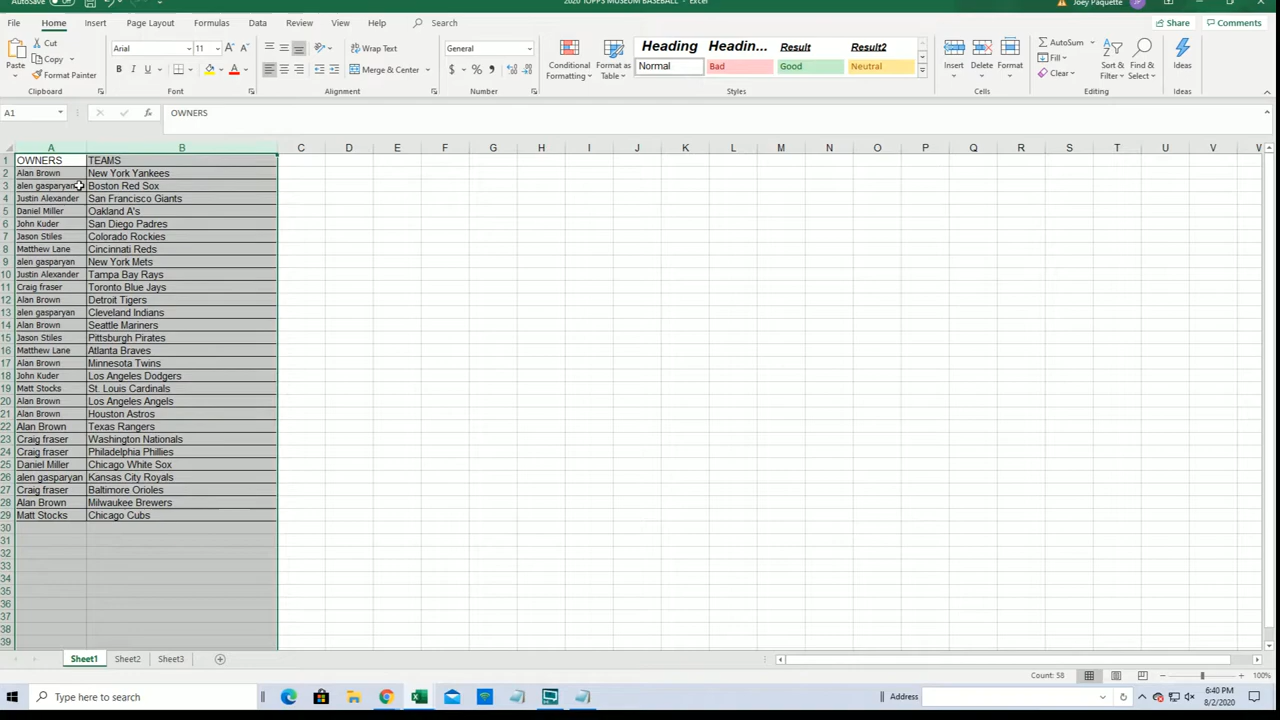 AutoSave Off 2020 TOPPS MUSEUM BASEBALL - Excel Joey Paquette JP
File Home Insert Page Layout Formulas Data Review View Help Search Share Comments
Cut Arial 11 Wrap Text General Heading Headin... Result Result2 AutoSum
Copy Fill
Paste Format Painter Merge & Center Conditional Formatting Format as Table Normal Bad Good Neutral Insert Delete Format Clear Sort & Filter Find & Select Ideas
Clipboard Font Alignment Number Styles Cells Editing Ideas
A1 fx OWNERS
A B C D E F G H I J K L M N O P Q R S T U V W
1 OWNERS TEAMS
2 Alan Brown New York Yankees
3 alen gasparyan Boston Red Sox
4 Justin Alexander San Francisco Giants
5 Daniel Miller Oakland A's
6 John Kuder San Diego Padres
7 Jason Stiles Colorado Rockies
8 Matthew Lane Cincinnati Reds
9 alen gasparyan New York Mets
10 Justin Alexander Tampa Bay Rays
11 Craig fraser Toronto Blue Jays
12 Alan Brown Detroit Tigers
13 alen gasparyan Cleveland Indians
14 Alan Brown Seattle Mariners
15 Jason Stiles Pittsburgh Pirates
16 Matthew Lane Atlanta Braves
17 Alan Brown Minnesota Twins
18 John Kuder Los Angeles Dodgers
19 Matt Stocks St. Louis Cardinals
20 Alan Brown Los Angeles Angels
21 Alan Brown Houston Astros
22 Alan Brown Texas Rangers
23 Craig fraser Washington Nationals
24 Craig fraser Philadelphia Phillies
25 Daniel Miller Chicago White Sox
26 alen gasparyan Kansas City Royals
27 Craig fraser Baltimore Orioles
28 Alan Brown Milwaukee Brewers
29 Matt Stocks Chicago Cubs
30
31
32
33
34
35
36
37
38
39
Sheet1 Sheet2 Sheet3
Count: 58 100%
Type here to search Address 6:40 PM
8/2/2020